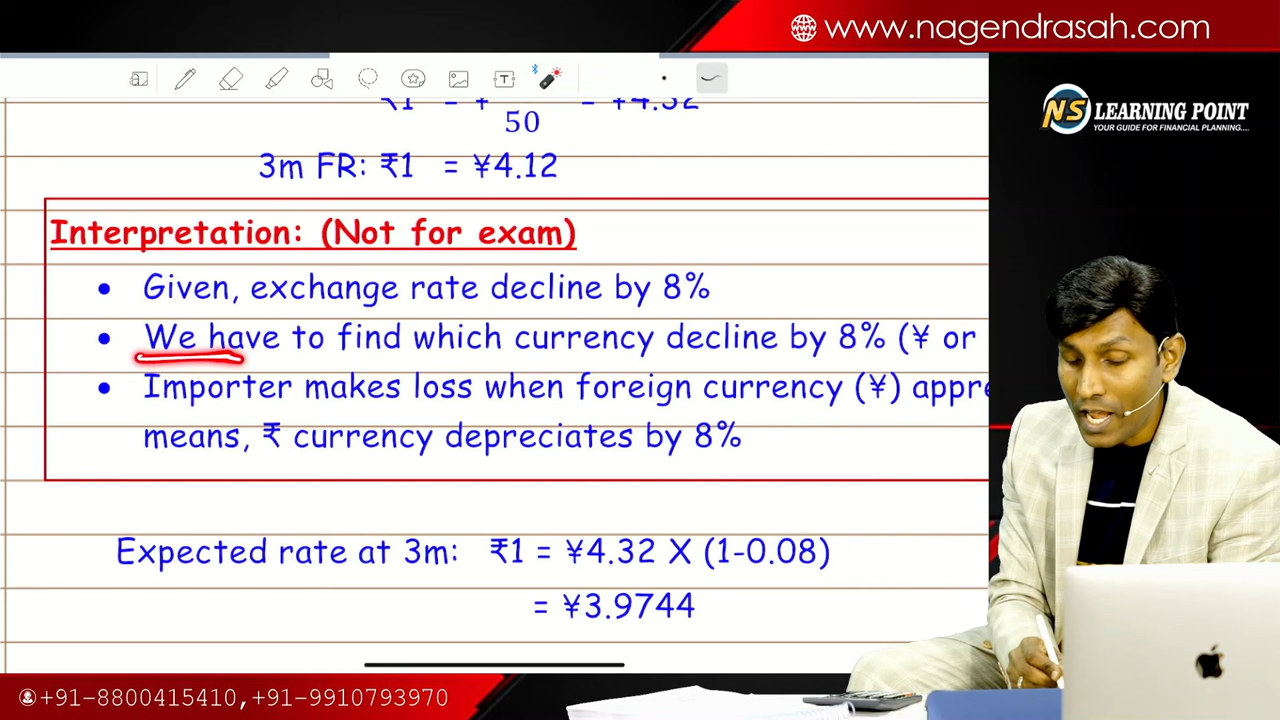 www.nagendrasah.com
NS LEARNING POINT
YOUR GUIDE FOR FINANCIAL PLANNING....
₹1 = ¥ = ¥4.32
50
3m FR: ₹1 = ¥4.12
Interpretation: (Not for exam)
• Given, exchange rate decline by 8%
• We have to find which currency decline by 8% (¥ or
• Importer makes loss when foreign currency (¥) appre
means, ₹ currency depreciates by 8%
Expected rate at 3m: ₹1 = ¥4.32 X (1-0.08)
= ¥3.9744
+91-8800415410,+91-9910793970